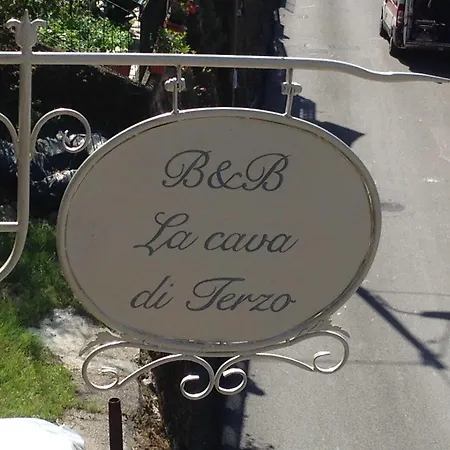 B&B
La cava
di Terzo